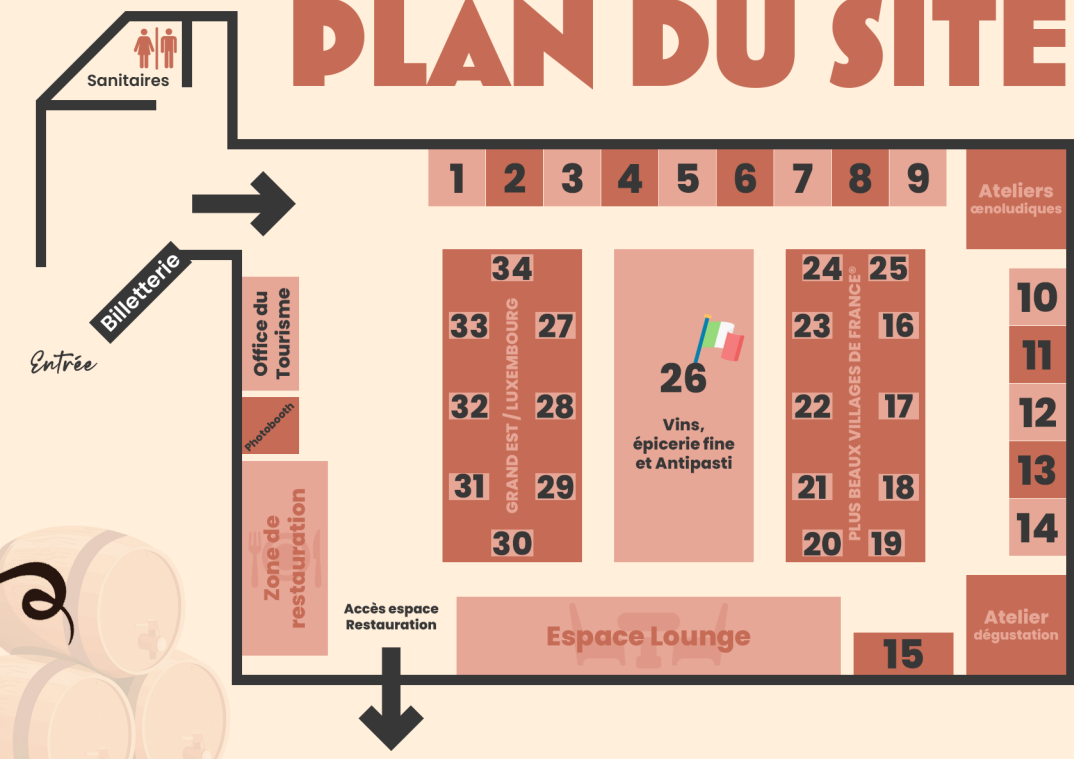 PLAN DU SITE
Sanitaires
1 2 3 4 5 6 7 8 9
Ateliers
œnoludiques
Billetterie
Entrée
Office du
Tourisme
Photobooth
Zone de
restauration
34
33 27
32 28
31 29
30
GRAND EST / LUXEMBOURG
26
Vins,
épicerie fine
et Antipasti
24 25
23 16
22 17
21 18
20 19
PLUS BEAUX VILLAGES DE FRANCE®
10
11
12
13
14
Accès espace
Restauration
Espace Lounge
15
Atelier
dégustation